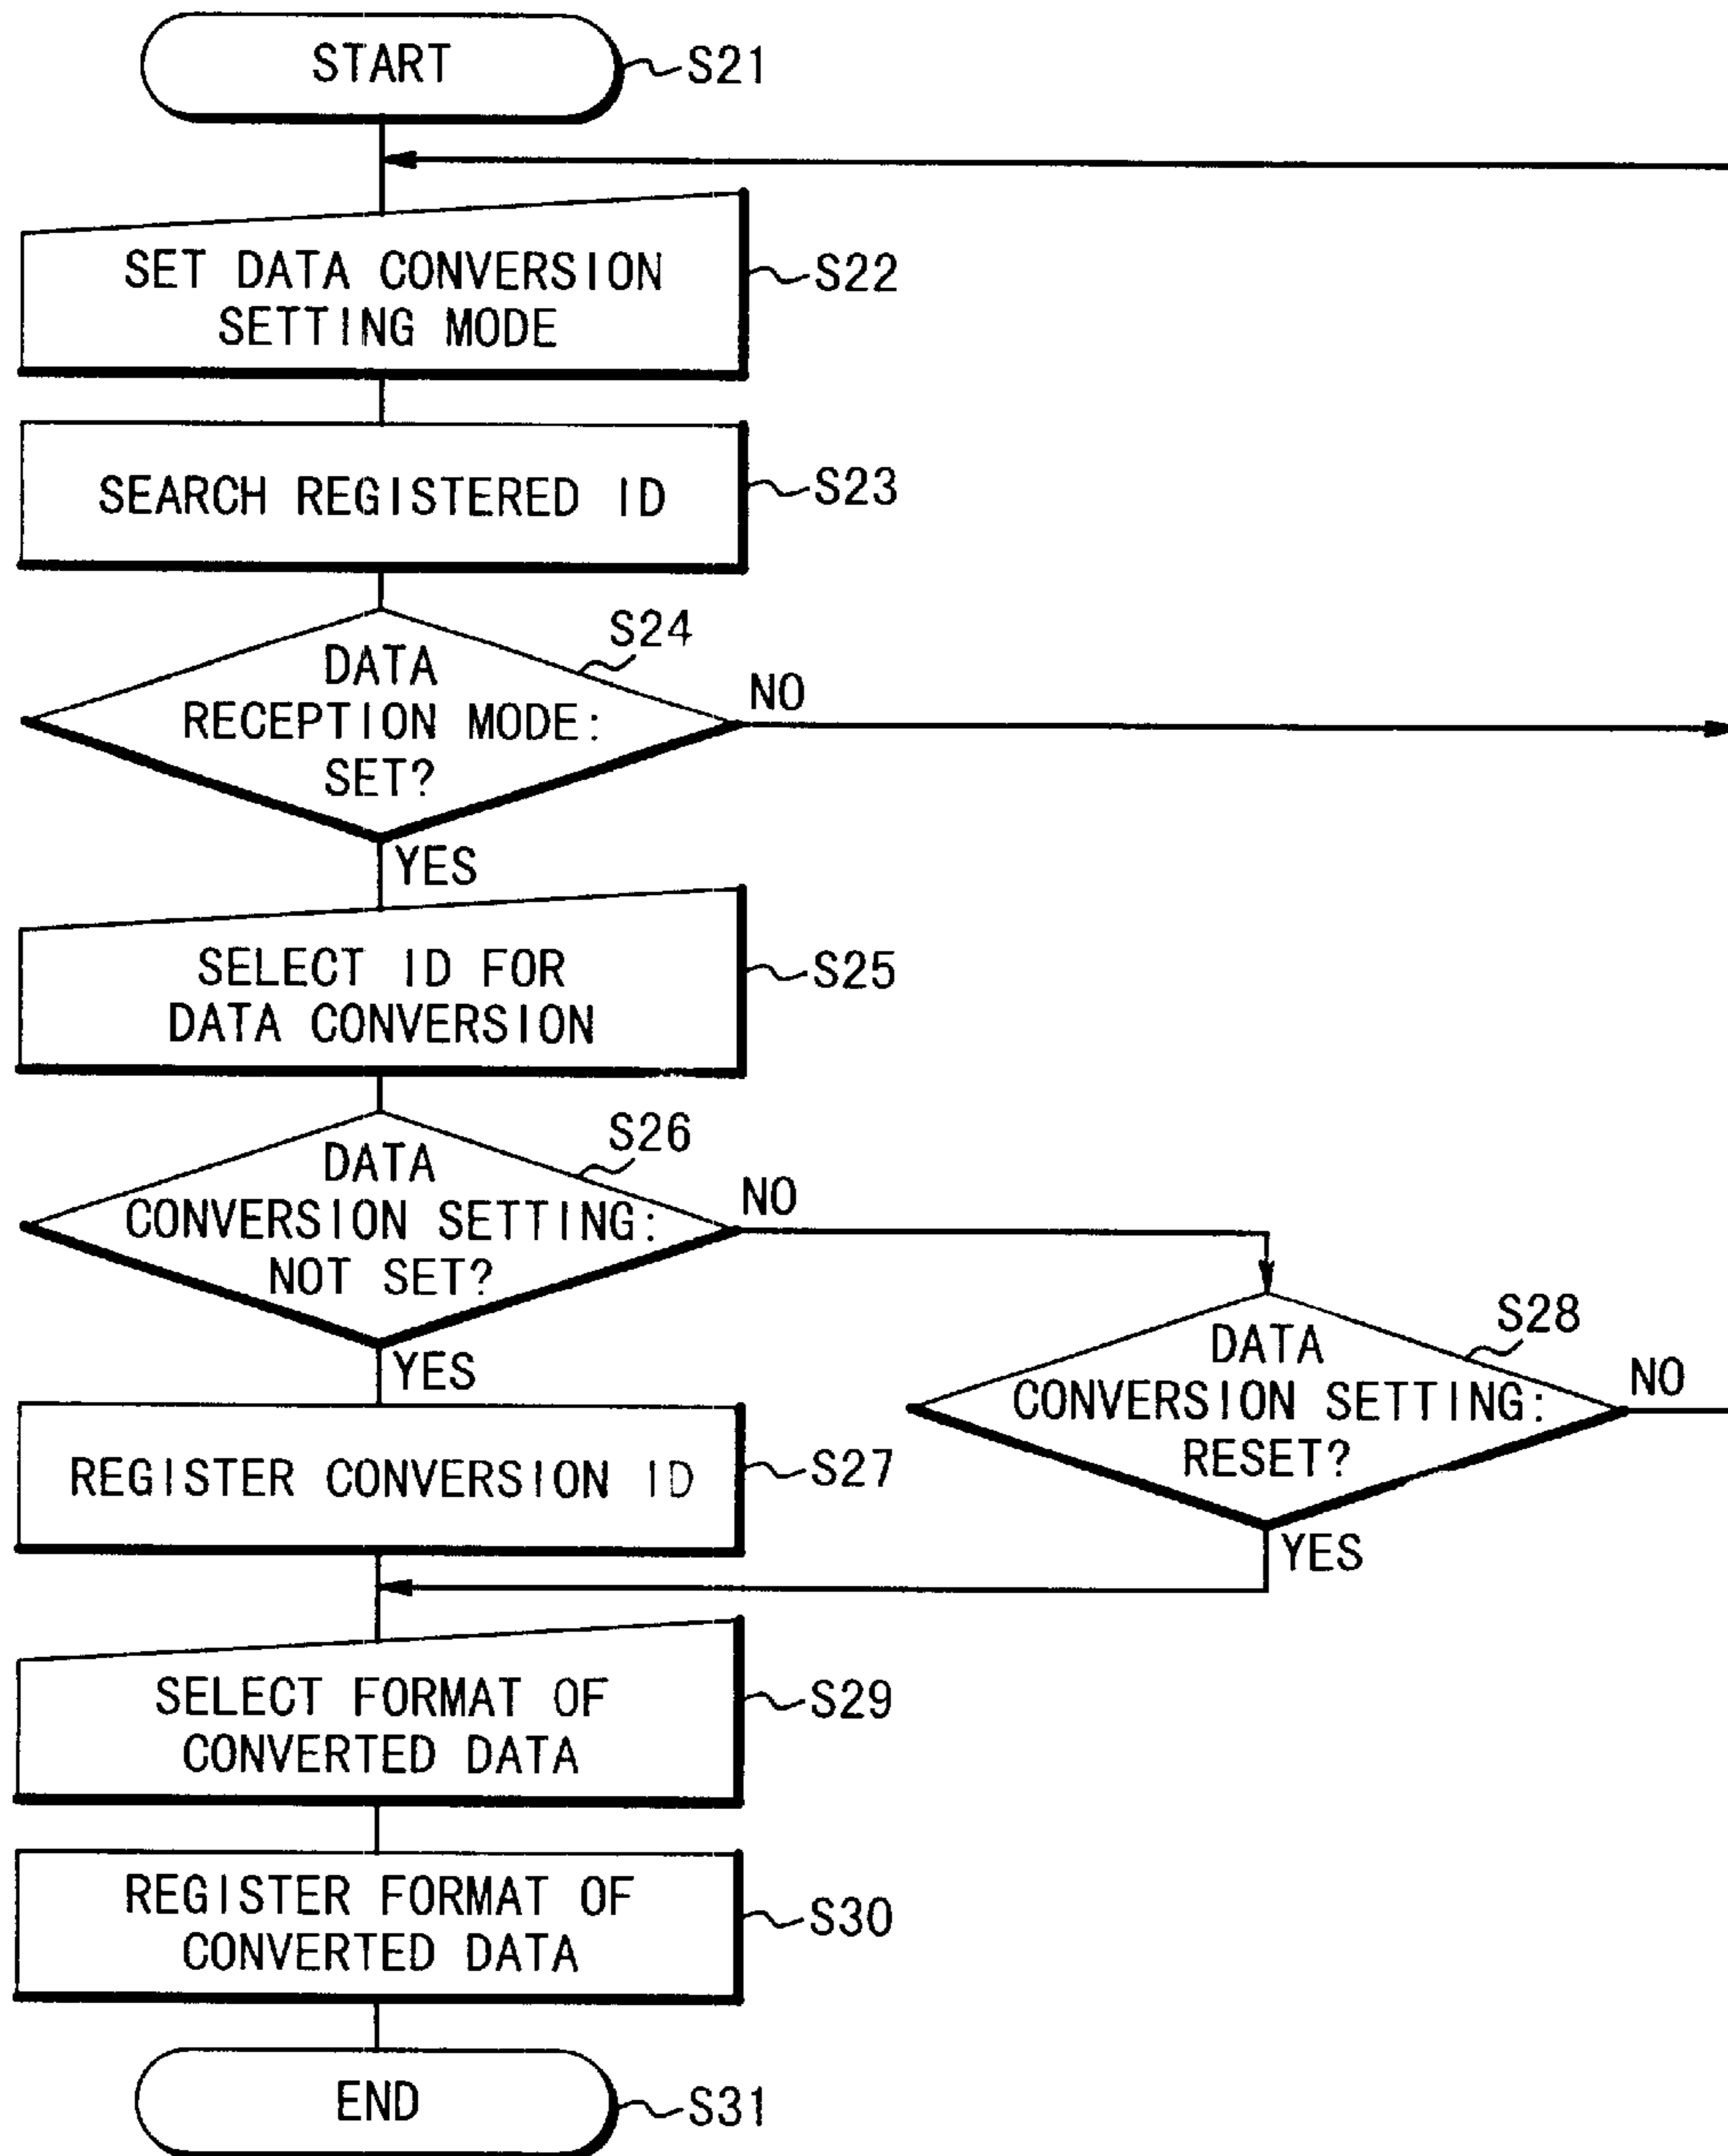 START
S21
SET DATA CONVERSION
SETTING MODE
S22
SEARCH REGISTERED ID
S23
S24
DATA
RECEPTION MODE:
SET?
NO
YES
SELECT ID FOR
DATA CONVERSION
S25
S26
DATA
CONVERSION SETTING:
NOT SET?
NO
YES
S28
DATA
CONVERSION SETTING:
RESET?
NO
YES
REGISTER CONVERSION ID
S27
SELECT FORMAT OF
CONVERTED DATA
S29
REGISTER FORMAT OF
CONVERTED DATA
S30
END
S31